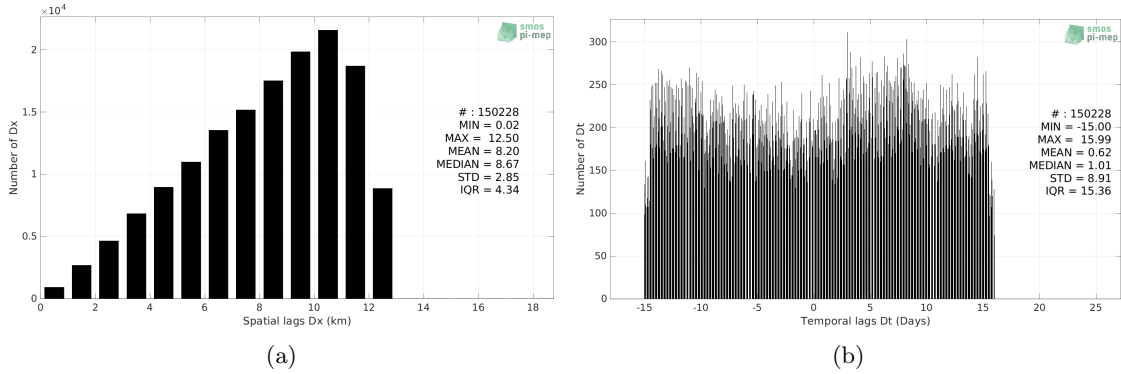 ×10⁴
2
1.5
1
0.5
0
Number of Dx
0 2 4 6 8 10 12 14 16 18
Spatial lags Dx (km)
smos
pi-mep
# : 150228
MIN = 0.02
MAX = 12.50
MEAN = 8.20
MEDIAN = 8.67
STD = 2.85
IQR = 4.34
(a)
300
250
200
150
100
50
0
Number of Dt
-15 -10 -5 0 5 10 15 20 25
Temporal lags Dt (Days)
smos
pi-mep
# : 150228
MIN = -15.00
MAX = 15.99
MEAN = 0.62
MEDIAN = 1.01
STD = 8.91
IQR = 15.36
(b)